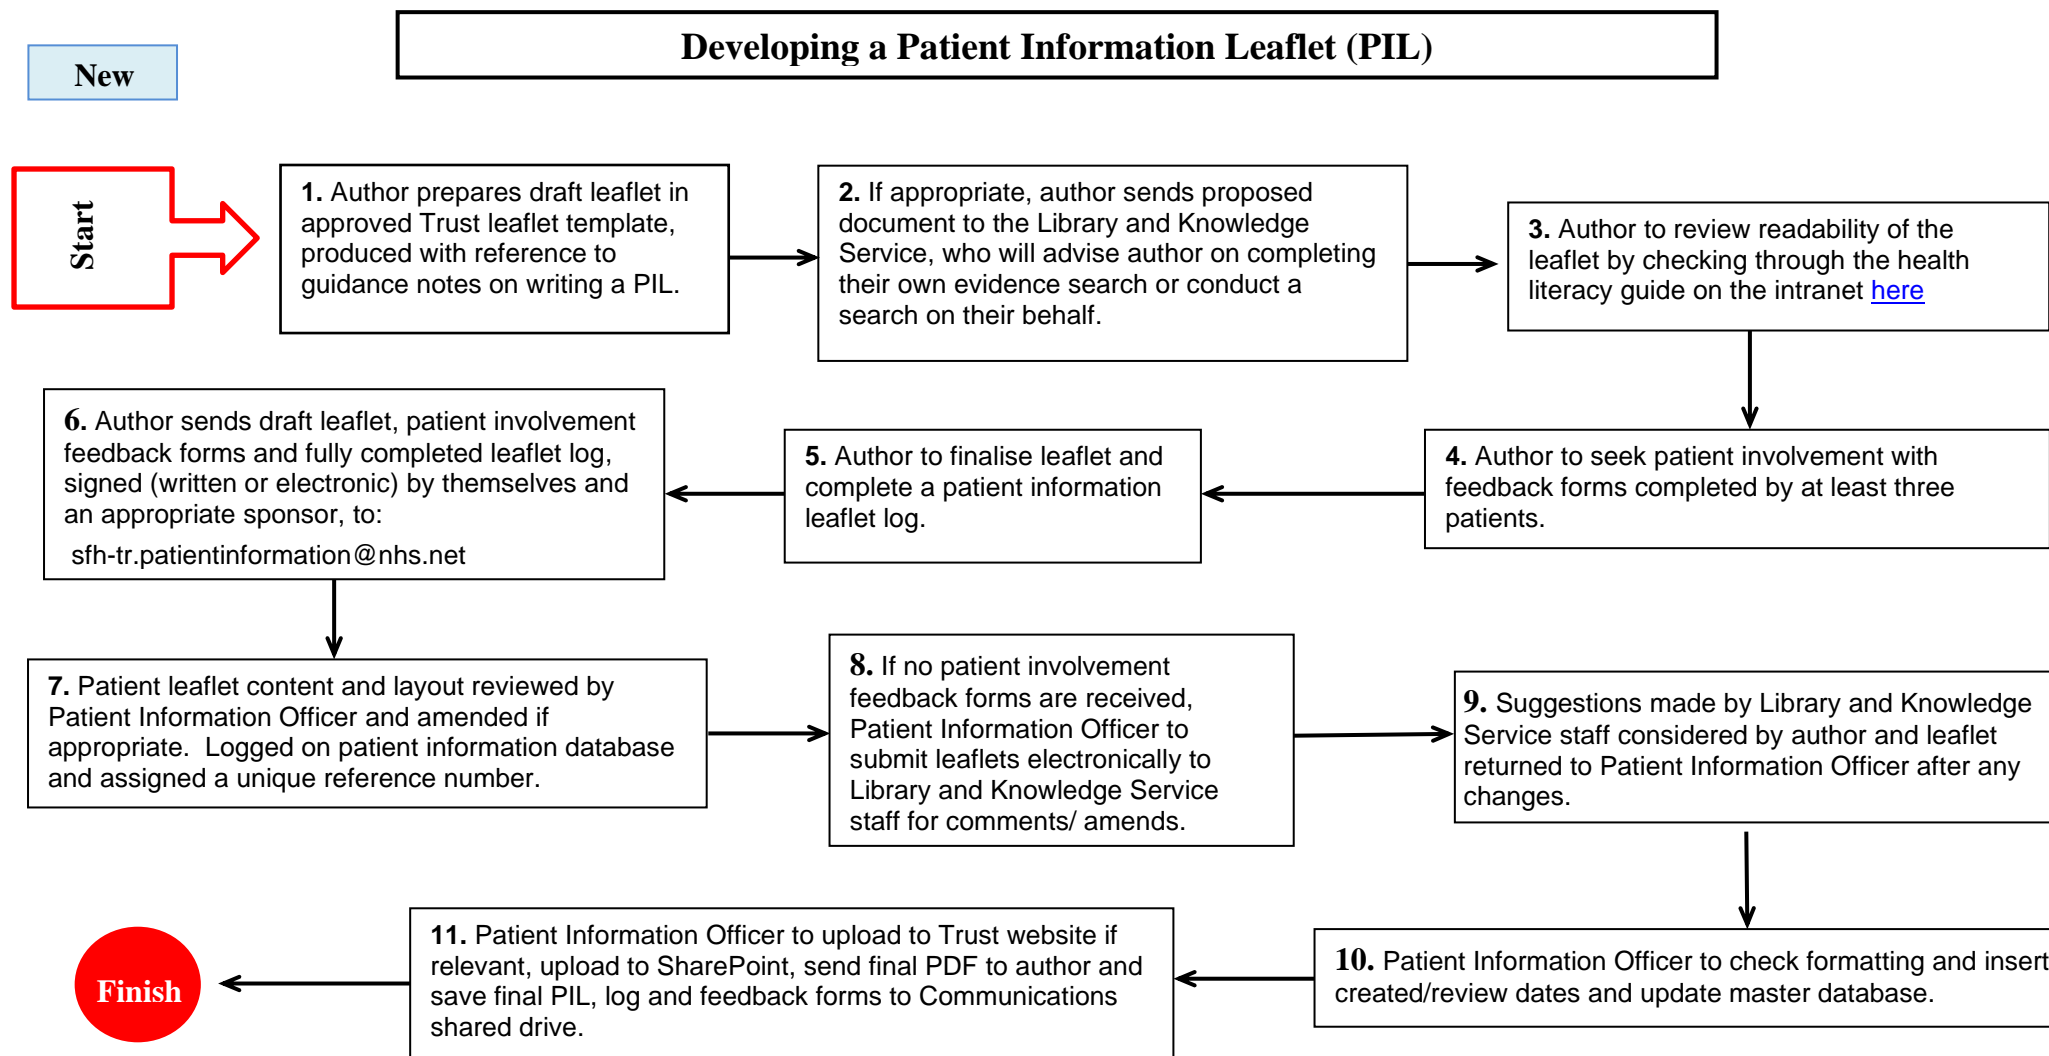 Developing a Patient Information Leaflet (PIL)
New
Start
1. Author prepares draft leaflet in
approved Trust leaflet template,
produced with reference to
guidance notes on writing a PIL.
2. If appropriate, author sends proposed
document to the Library and Knowledge
Service, who will advise author on completing
their own evidence search or conduct a
search on their behalf.
3. Author to review readability of the
leaflet by checking through the health
literacy guide on the intranet here
4. Author to seek patient involvement with
feedback forms completed by at least three
patients.
5. Author to finalise leaflet and
complete a patient information
leaflet log.
6. Author sends draft leaflet, patient involvement
feedback forms and fully completed leaflet log,
signed (written or electronic) by themselves and
an appropriate sponsor, to:
sfh-tr.patientinformation@nhs.net
7. Patient leaflet content and layout reviewed by
Patient Information Officer and amended if
appropriate.  Logged on patient information database
and assigned a unique reference number.
8. If no patient involvement
feedback forms are received,
Patient Information Officer to
submit leaflets electronically to
Library and Knowledge Service
staff for comments/ amends.
9. Suggestions made by Library and Knowledge
Service staff considered by author and leaflet
returned to Patient Information Officer after any
changes.
10. Patient Information Officer to check formatting and insert
created/review dates and update master database.
11. Patient Information Officer to upload to Trust website if
relevant, upload to SharePoint, send final PDF to author and
save final PIL, log and feedback forms to Communications
shared drive.
Finish